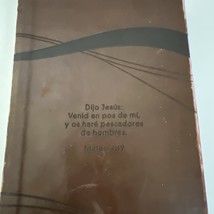 Dijo Jesús:
Venid en pos de mí,
y os haré pescadores
de hombres.